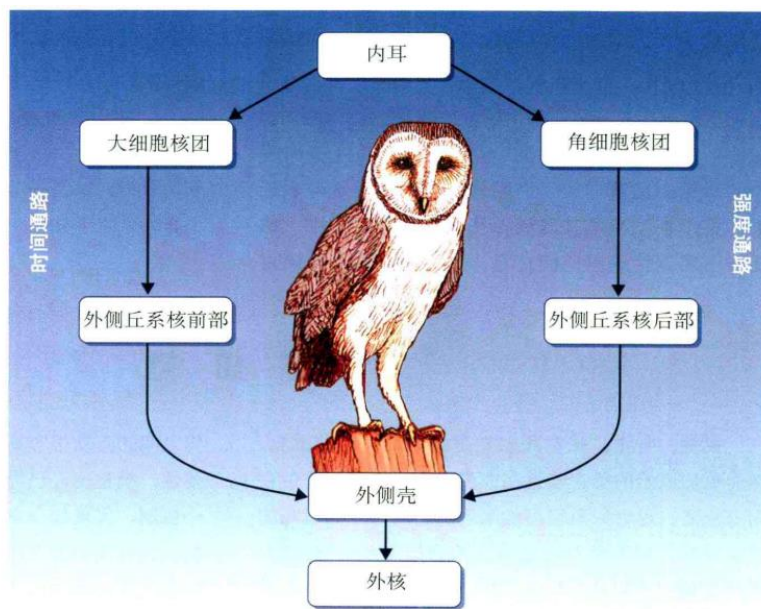 内耳
大细胞核团
角细胞核团
时间通路
强度通路
外侧丘系核前部
外侧丘系核后部
外侧壳
外核